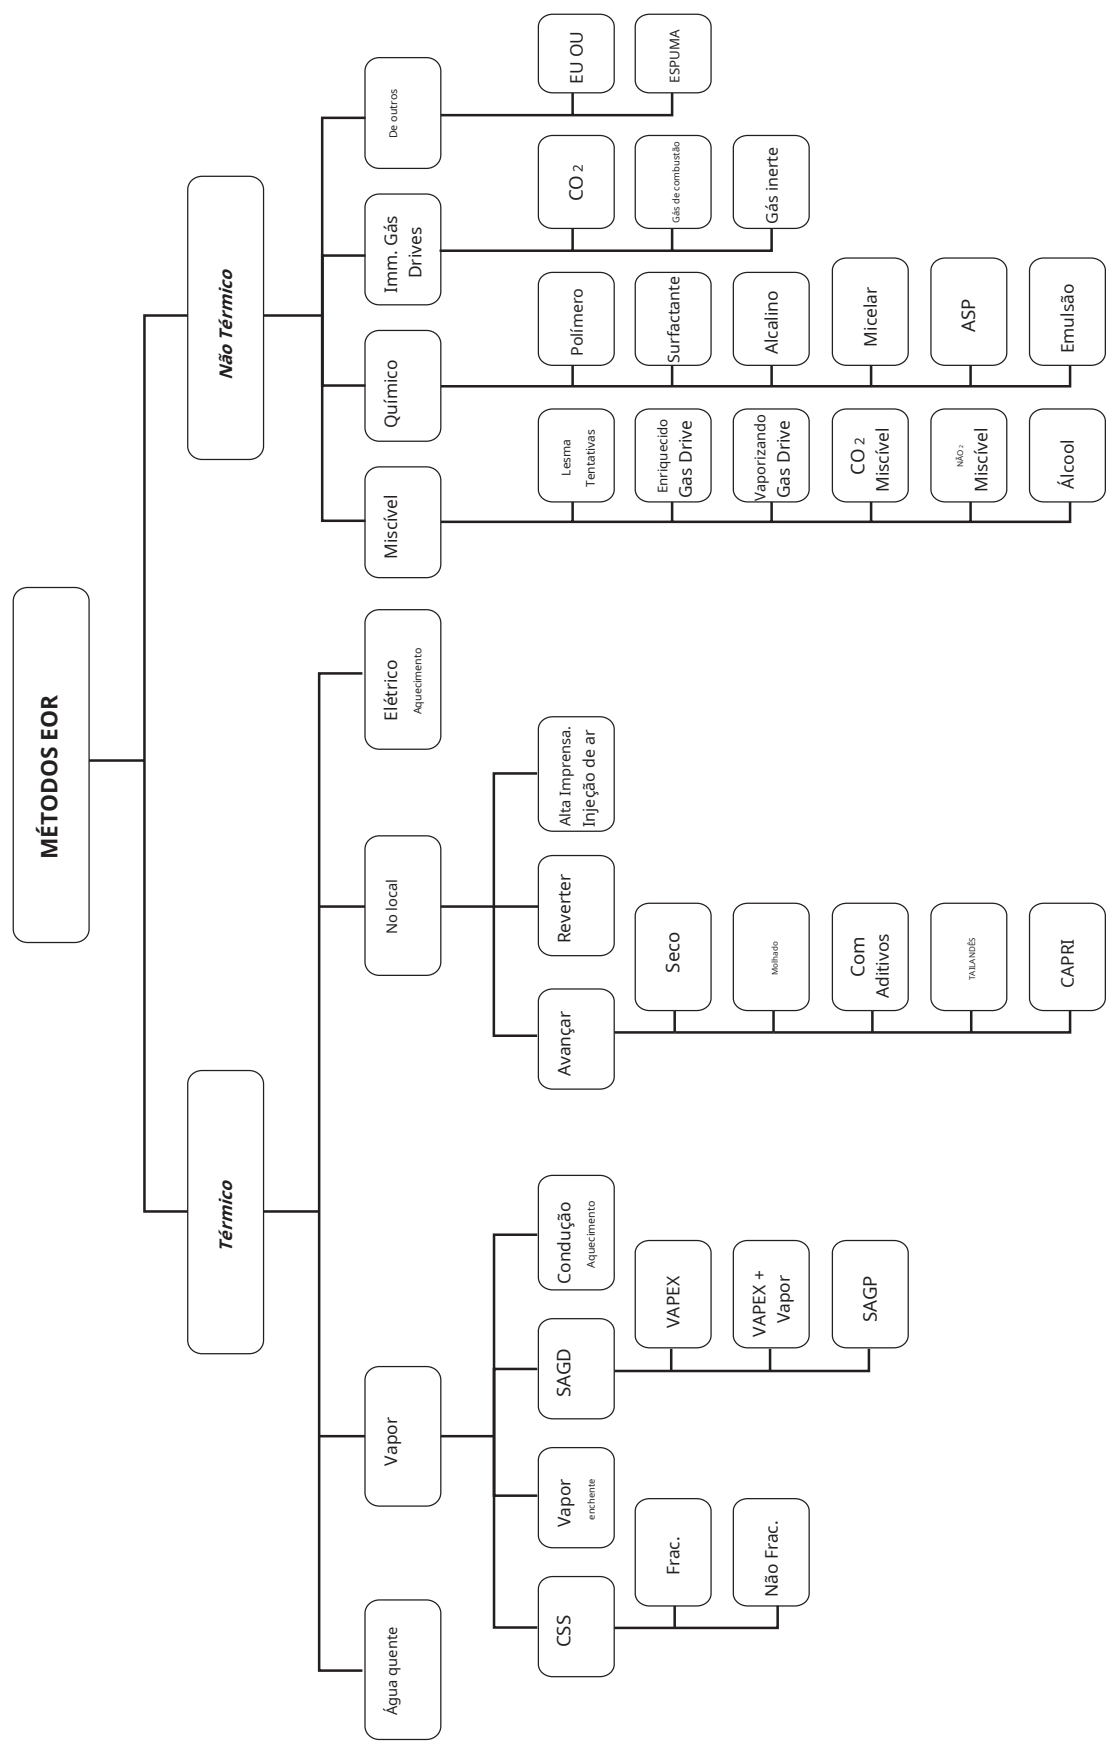 MÉTODOS EOR
Térmico
Não Térmico
Água quente
Vapor
No local
Elétrico
Aquecimento
Miscível
Químico
Imm. Gás
Drives
De outros
CSS
Vapor
enchente
SAGD
Condução
Aquecimento
Avançar
Reverter
Alta Imprensa.
Injeção de ar
Lesma
Tentativas
Polímero
CO 2
EU OU
Frac.
VAPEX
Seco
Enriquecido
Gas Drive
Surfactante
Gás de combustão
ESPUMA
Não Frac.
VAPEX +
Vapor
Molhado
Vaporizando
Gas Drive
Alcalino
Gás inerte
SAGP
Com
Aditivos
CO 2
Miscível
Micelar
TAILANDÊS
NÃO 2
Miscível
ASP
CAPRI
Álcool
Emulsão